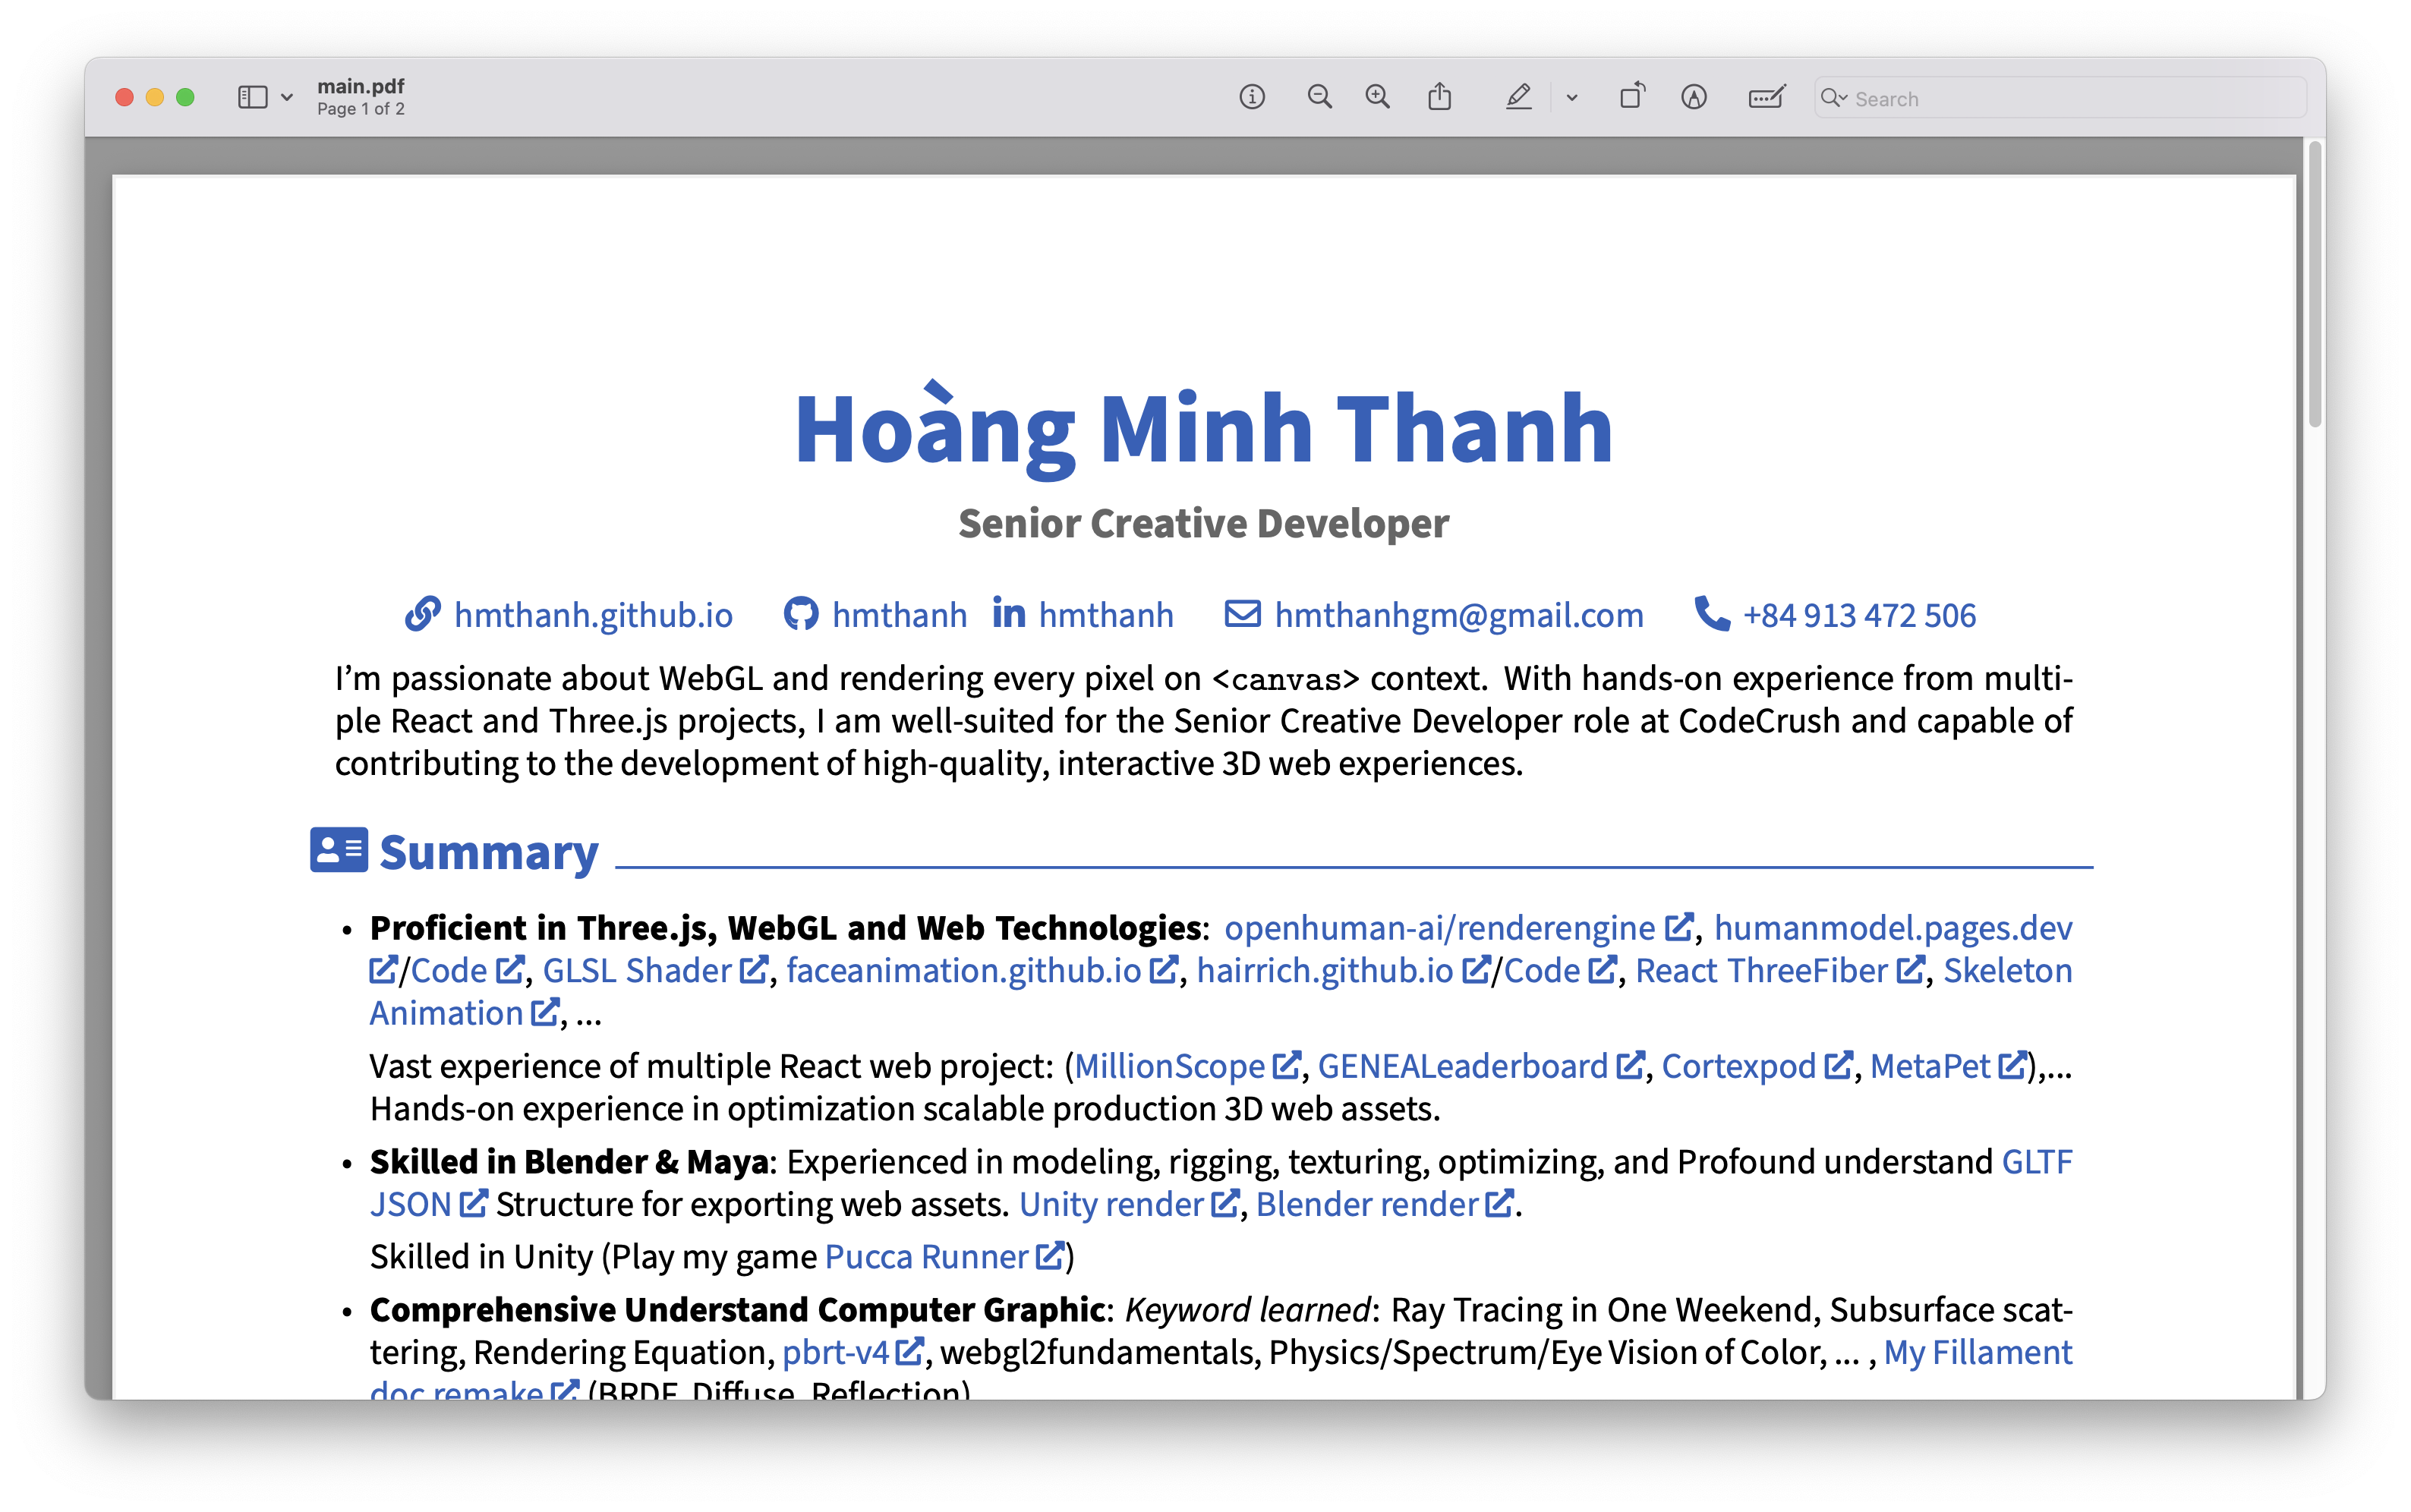 main.pdf
Page 1 of 2
Search
Hoàng Minh Thanh
Senior Creative Developer
hmthanh.github.io hmthanh hmthanh hmthanhgm@gmail.com +84 913 472 506
I’m passionate about WebGL and rendering every pixel on <canvas> context. With hands-on experience from multi-
ple React and Three.js projects, I am well-suited for the Senior Creative Developer role at CodeCrush and capable of
contributing to the development of high-quality, interactive 3D web experiences.
Summary
• Proficient in Three.js, WebGL and Web Technologies: openhuman-ai/renderengine, humanmodel.pages.dev
/Code, GLSL Shader, faceanimation.github.io, hairrich.github.io/Code, React ThreeFiber, Skeleton
Animation, ...
Vast experience of multiple React web project: (MillionScope, GENEALeaderboard, Cortexpod, MetaPet),...
Hands-on experience in optimization scalable production 3D web assets.
• Skilled in Blender & Maya: Experienced in modeling, rigging, texturing, optimizing, and Profound understand GLTF
JSON Structure for exporting web assets. Unity render, Blender render.
Skilled in Unity (Play my game Pucca Runner)
• Comprehensive Understand Computer Graphic: Keyword learned: Ray Tracing in One Weekend, Subsurface scat-
tering, Rendering Equation, pbrt-v4, webgl2fundamentals, Physics/Spectrum/Eye Vision of Color, ... , My Fillament
doc remake (BRDF, Diffuse, Reflection)